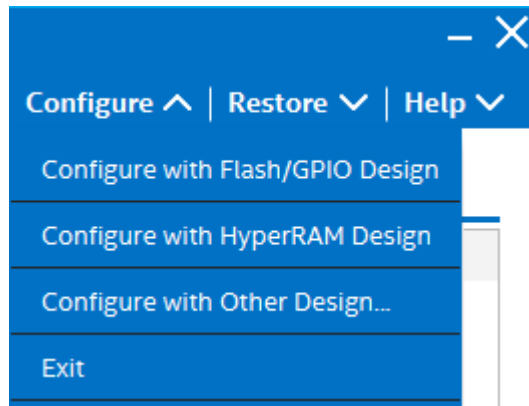 Configure | Restore | Help
Configure with Flash/GPIO Design
Configure with HyperRAM Design
Configure with Other Design...
Exit